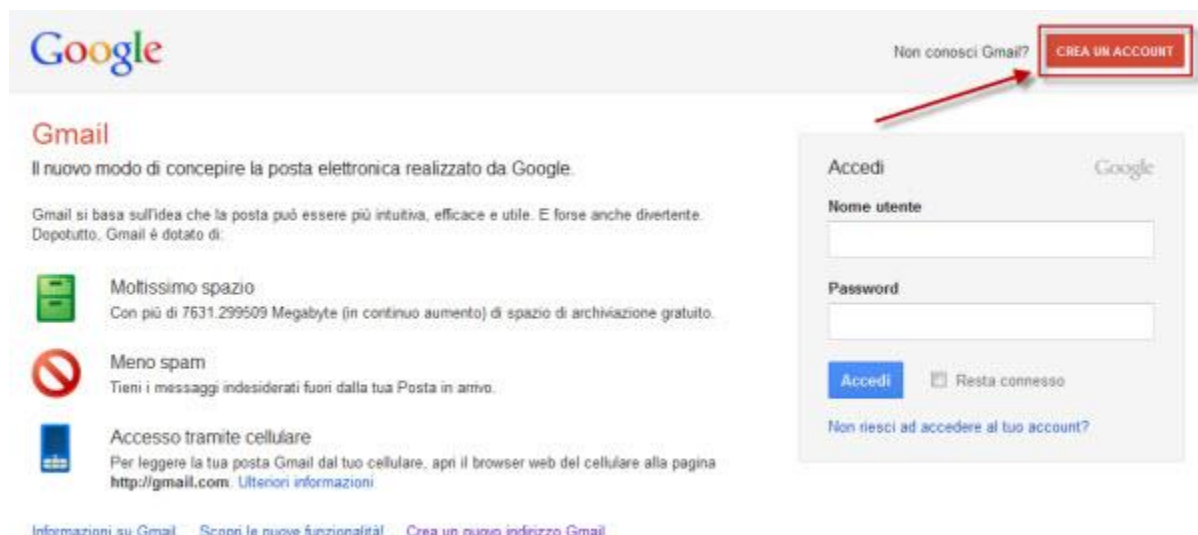 Google
Non conosci Gmail? CREA UN ACCOUNT
Gmail
Il nuovo modo di concepire la posta elettronica realizzato da Google.
Gmail si basa sull'idea che la posta può essere più intuitiva, efficace e utile. E forse anche divertente.
Dopotutto, Gmail è dotato di:
Moltissimo spazio
Con più di 7631.299509 Megabyte (in continuo aumento) di spazio di archiviazione gratuito.
Meno spam
Tieni i messaggi indesiderati fuori dalla tua Posta in arrivo.
Accesso tramite cellulare
Per leggere la tua posta Gmail dal tuo cellulare, apri il browser web del cellulare alla pagina
http://gmail.com. Ulteriori informazioni
Informazioni su Gmail Scopri le nuove funzionalità! Crea un nuovo indirizzo Gmail
Accedi Google
Nome utente
Password
Accedi Resta connesso
Non riesci ad accedere al tuo account?